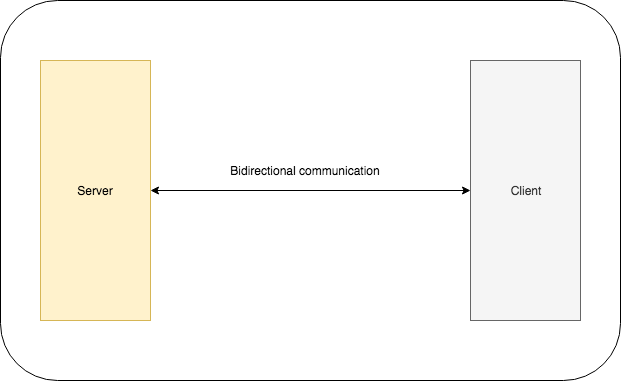 Bidirectional communication
Server
Client